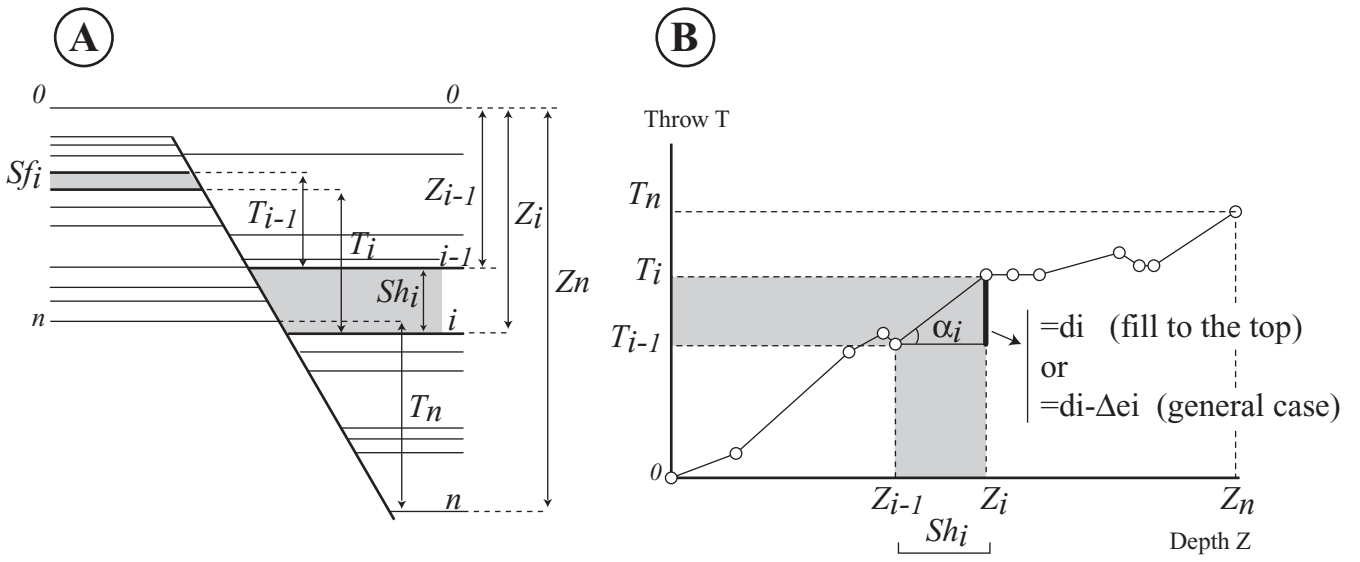 A
0 0
Sfi
Zi-1
Ti-1
Zi
Ti
i-1
Zn
Shi
n
i
Tn
n
B
Throw T
Tn
Ti
Ti-1
αi
=di (fill to the top)
or
=di-Δei (general case)
0
Zi-1 Zi Zn
Shi
Depth Z